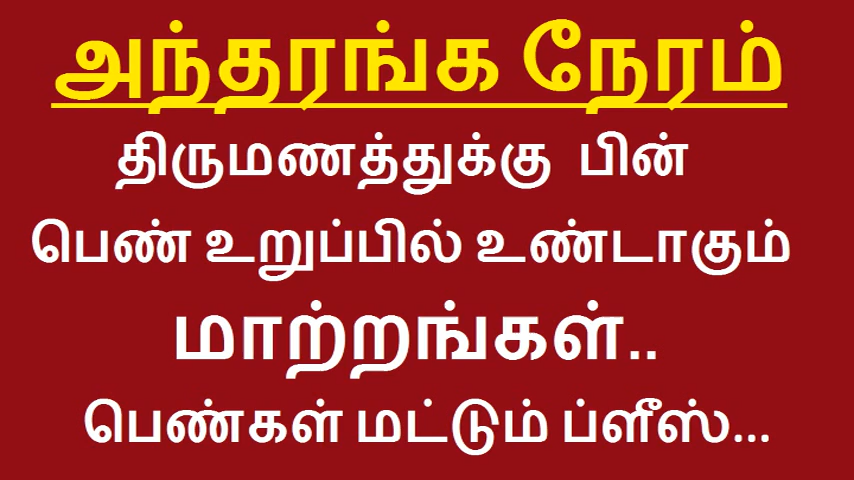 அந்தரங்க நேரம்
திருமணத்துக்கு பின்
பெண் உறுப்பில் உண்டாகும்
மாற்றங்கள்..
பெண்கள் மட்டும் ப்ளீஸ்...